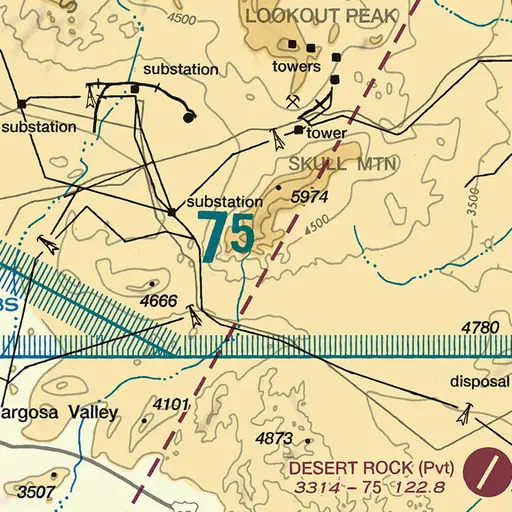 4500
LOOKOUT PEAK
substation
towers
substation
tower
SKULL MTN
5974
3500
substation
4500
75
4666
BS
4780
disposal
4101
argosa Valley
4873
DESERT ROCK (Pvt)
3314 - 75 122.8
3507